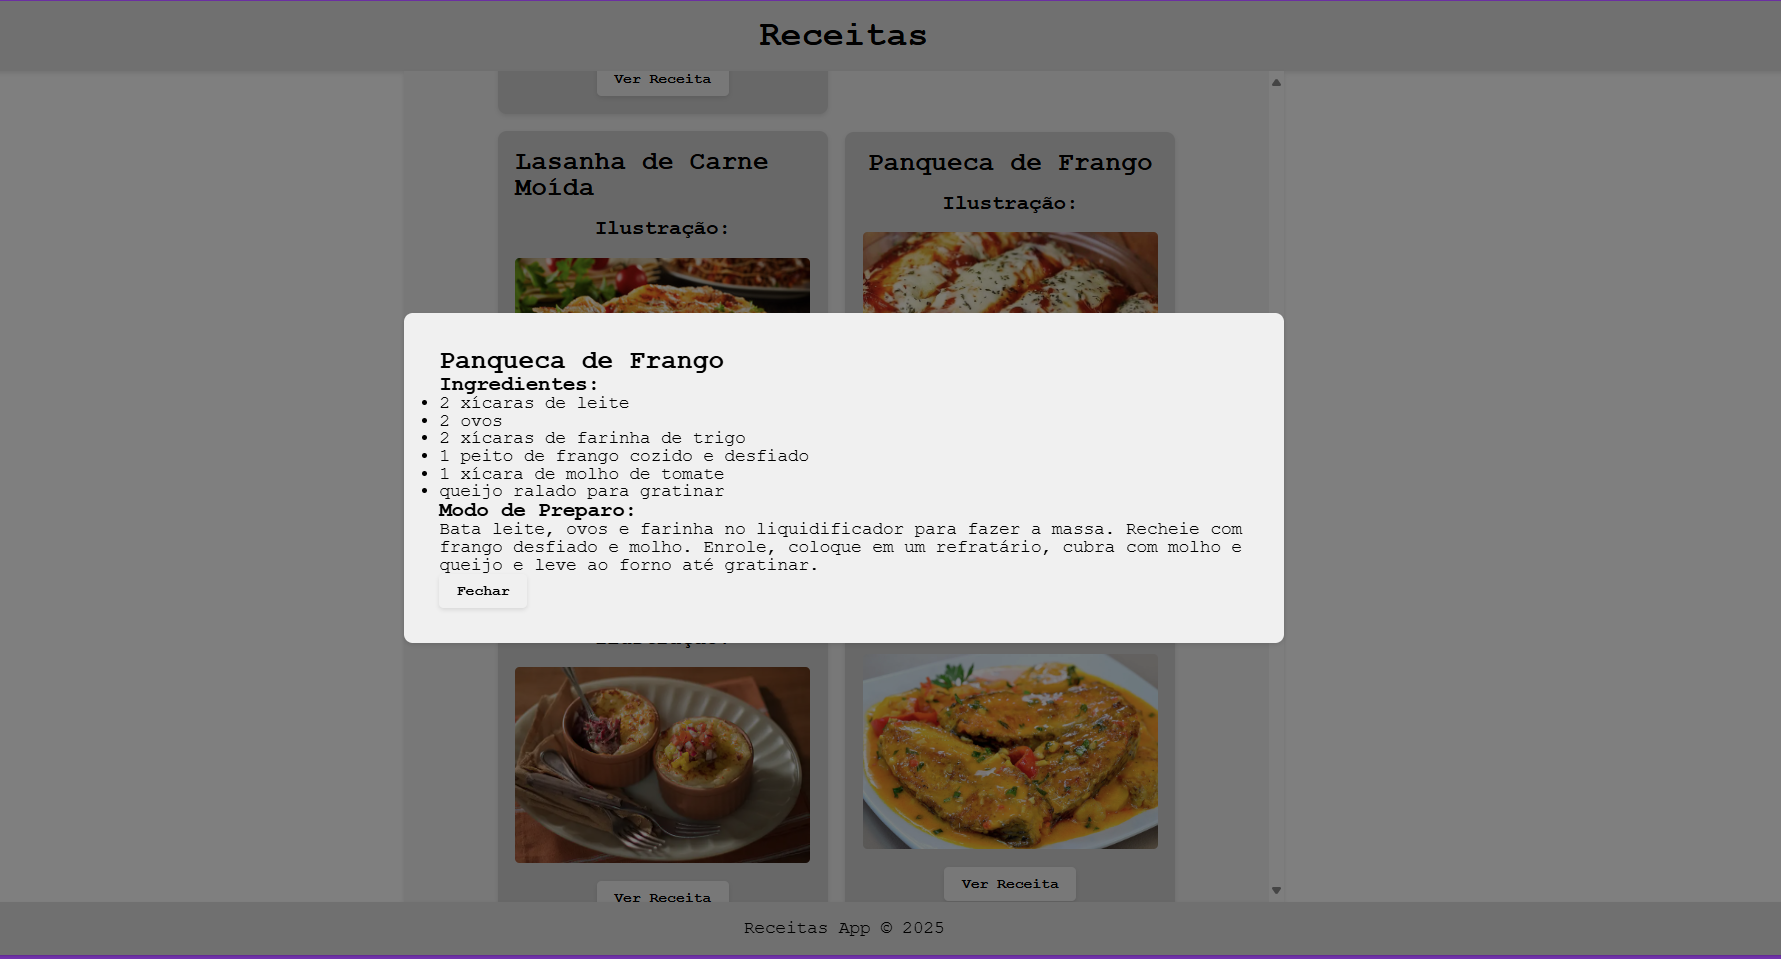 Receitas
Ver Receita
Lasanha de Carne
Moída
Ilustração:
Panqueca de Frango
Ilustração:
Panqueca de Frango
Ingredientes:
2 xícaras de leite
2 ovos
2 xícaras de farinha de trigo
1 peito de frango cozido e desfiado
1 xícara de molho de tomate
queijo ralado para gratinar
Modo de Preparo:
Bata leite, ovos e farinha no liquidificador para fazer a massa. Recheie com
frango desfiado e molho. Enrole, coloque em um refratário, cubra com molho e
queijo e leve ao forno até gratinar.
Fechar
Ver Receita
Ver Receita
Receitas App © 2025